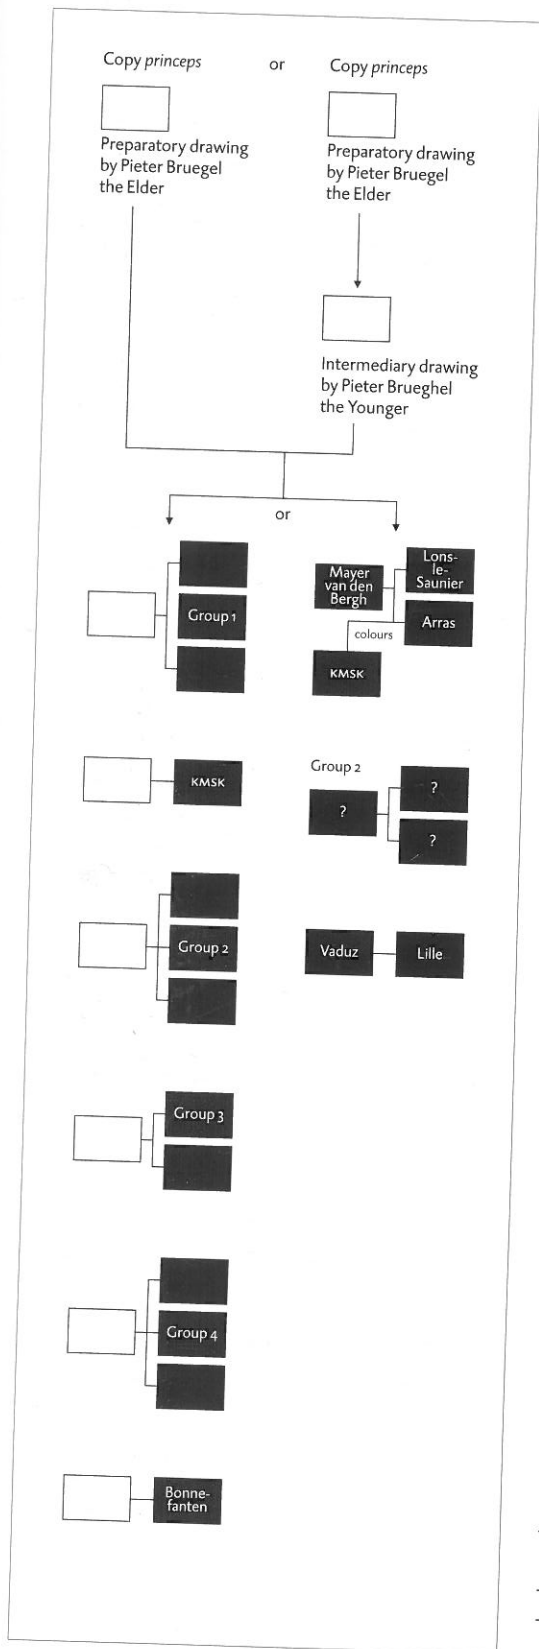 Copy princeps
or
Copy princeps
Preparatory drawing
by Pieter Bruegel
the Elder
Preparatory drawing
by Pieter Bruegel
the Elder
Intermediary drawing
by Pieter Brueghel
the Younger
or
Group 1
Mayer
van den
Bergh
Lons-
le-
Saunier
Arras
colours
KMSK
KMSK
Group 2
?
?
?
Group 2
Vaduz
Lille
Group 3
Group 4
Bonne-
fanten